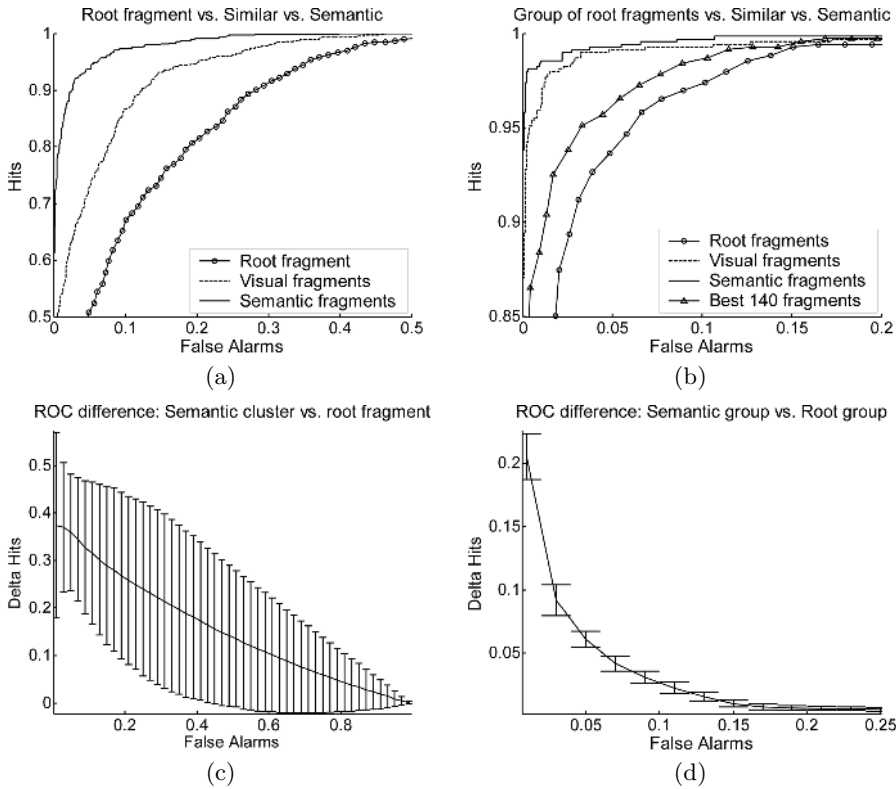 Root fragment vs. Similar vs. Semantic
1
0.9
0.8
0.7
0.6
0.5
Hits
Root fragment
Visual fragments
Semantic fragments
0 0.1 0.2 0.3 0.4 0.5
False Alarms
(a)
Group of root fragments vs. Similar vs. Semantic
1
0.95
0.9
0.85
Hits
Root fragments
Visual fragments
Semantic fragments
Best 140 fragments
0 0.05 0.1 0.15 0.2
False Alarms
(b)
ROC difference: Semantic cluster vs. root fragment
0.5
0.4
0.3
0.2
0.1
0
Delta Hits
0.2 0.4 0.6 0.8
False Alarms
(c)
ROC difference: Semantic group vs. Root group
0.2
0.15
0.1
0.05
Delta Hits
0.05 0.1 0.15 0.2 0.25
False Alarms
(d)